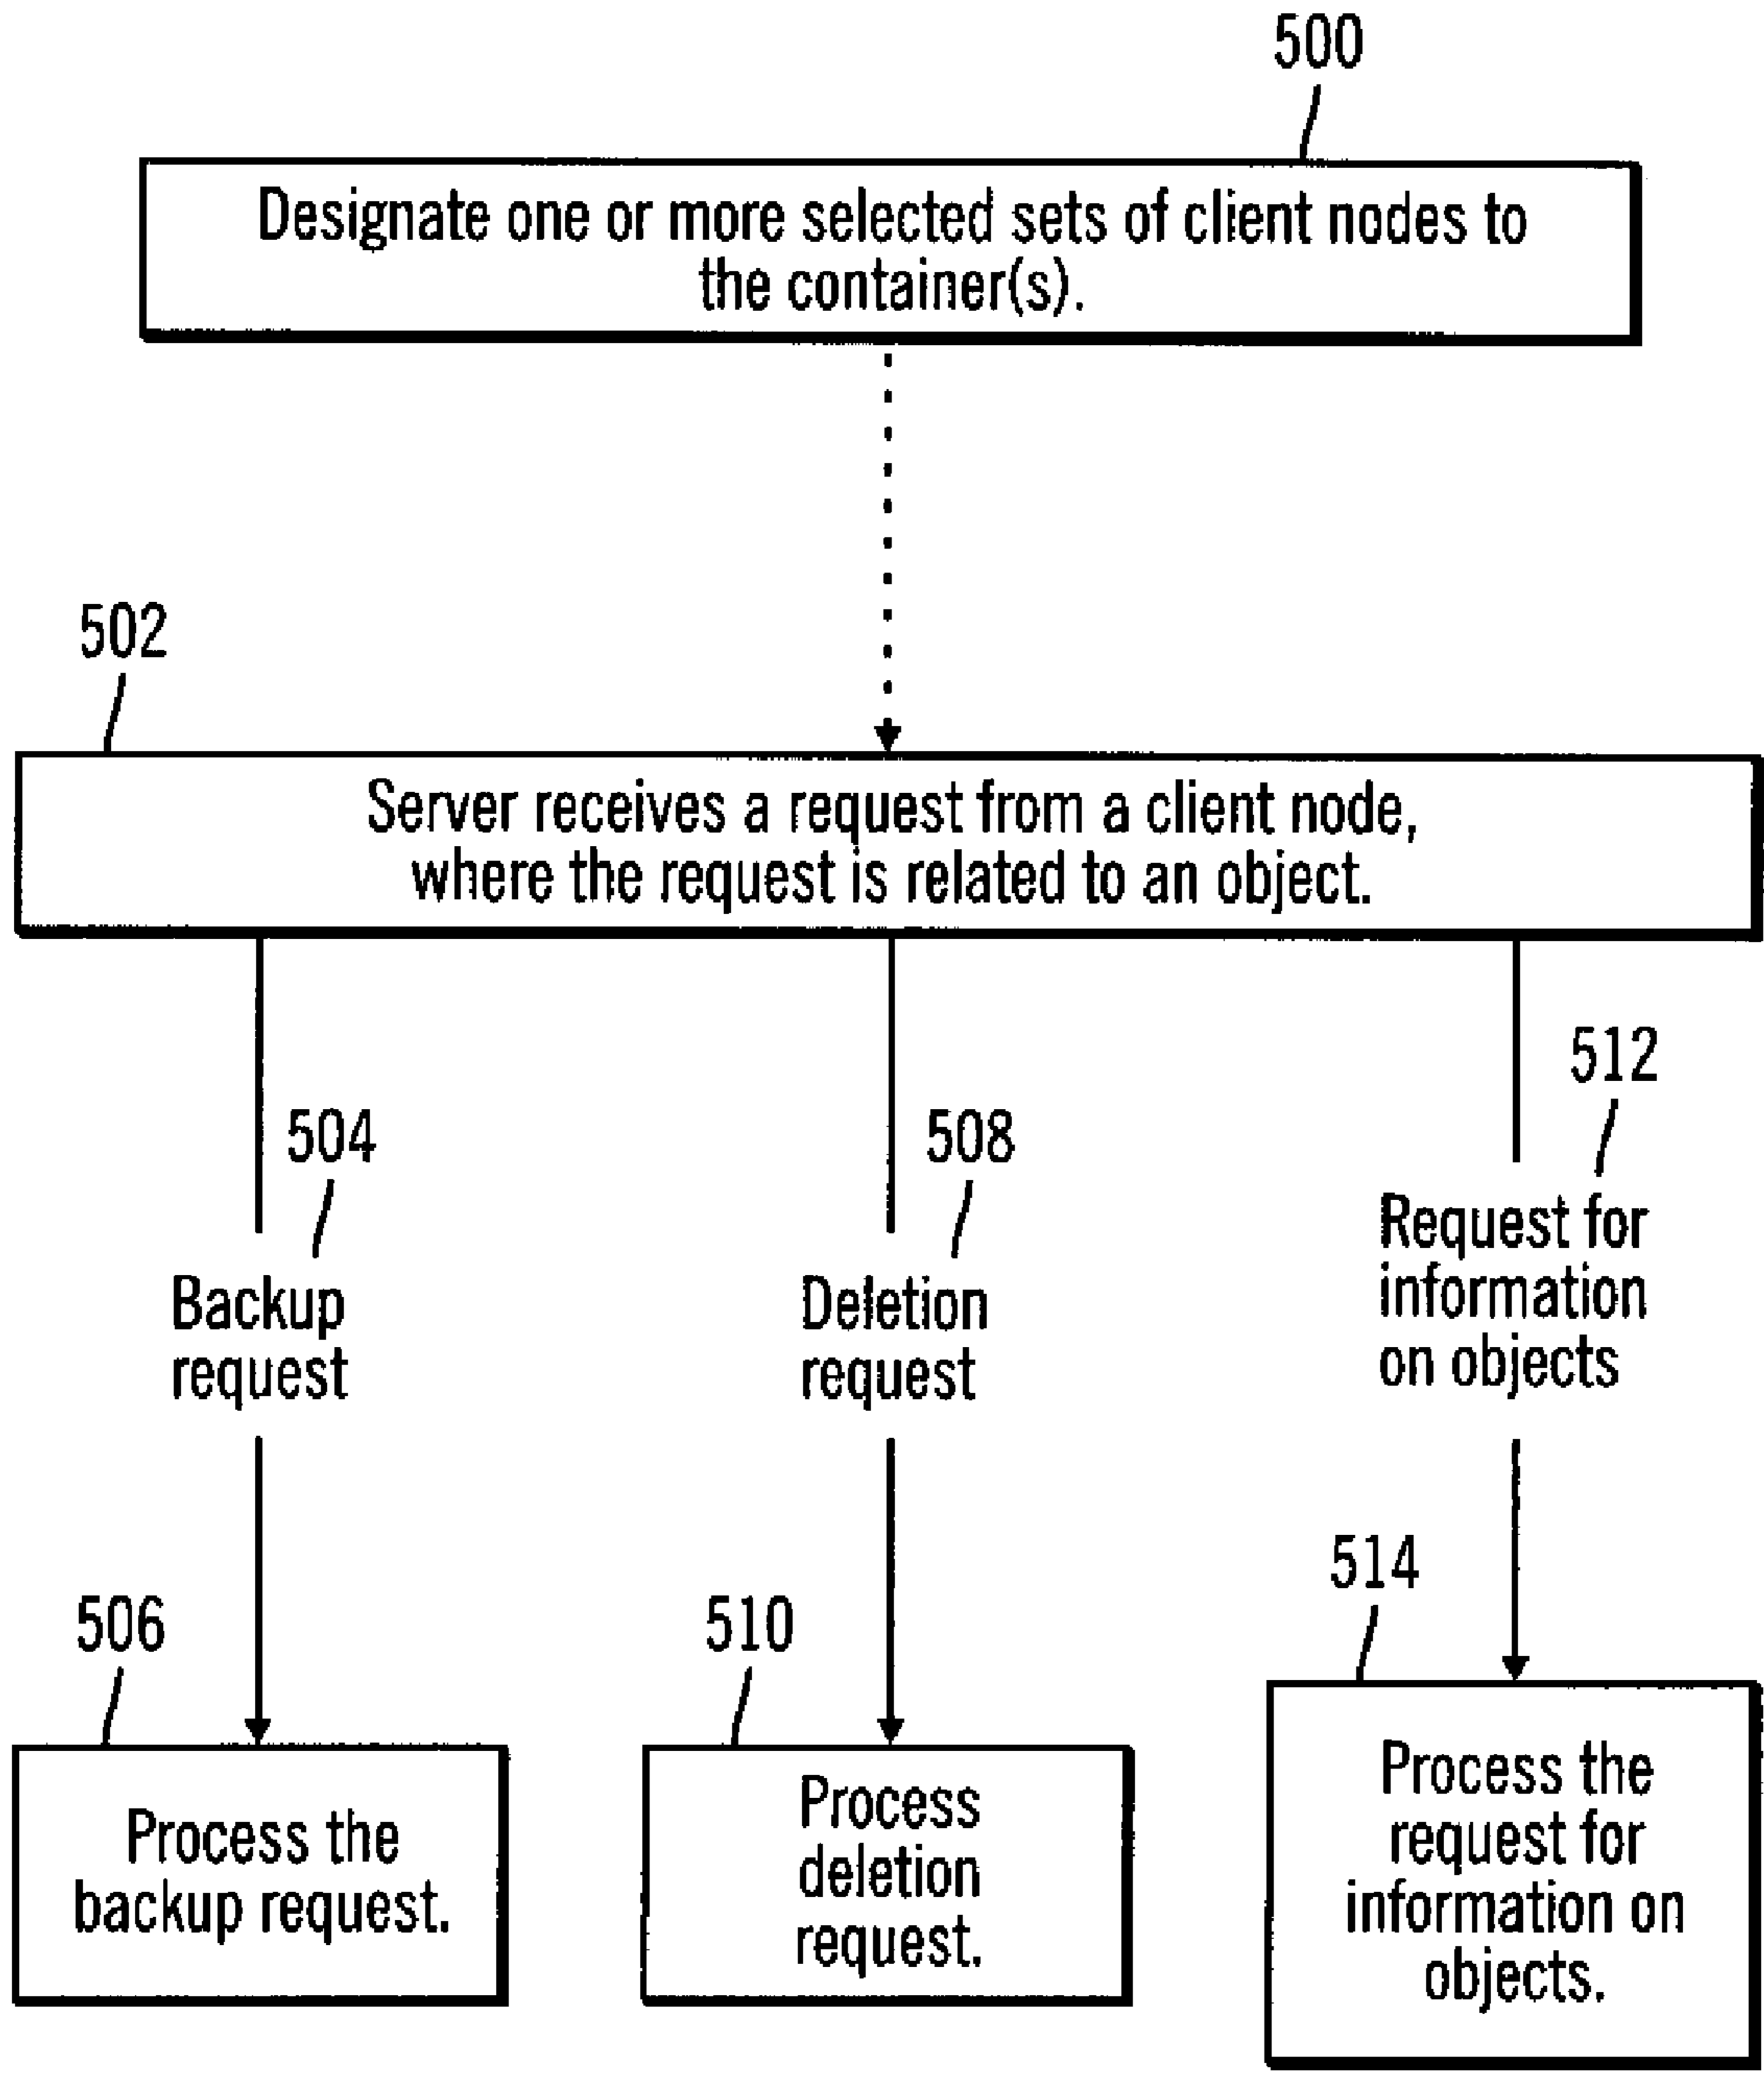 500
Designate one or more selected sets of client nodes to
the container(s).
502
Server receives a request from a client node,
where the request is related to an object.
504
Backup
request
508
Deletion
request
512
Request for
information
on objects
506
Process the
backup request.
510
Process
deletion
request.
514
Process the
request for
information on
objects.